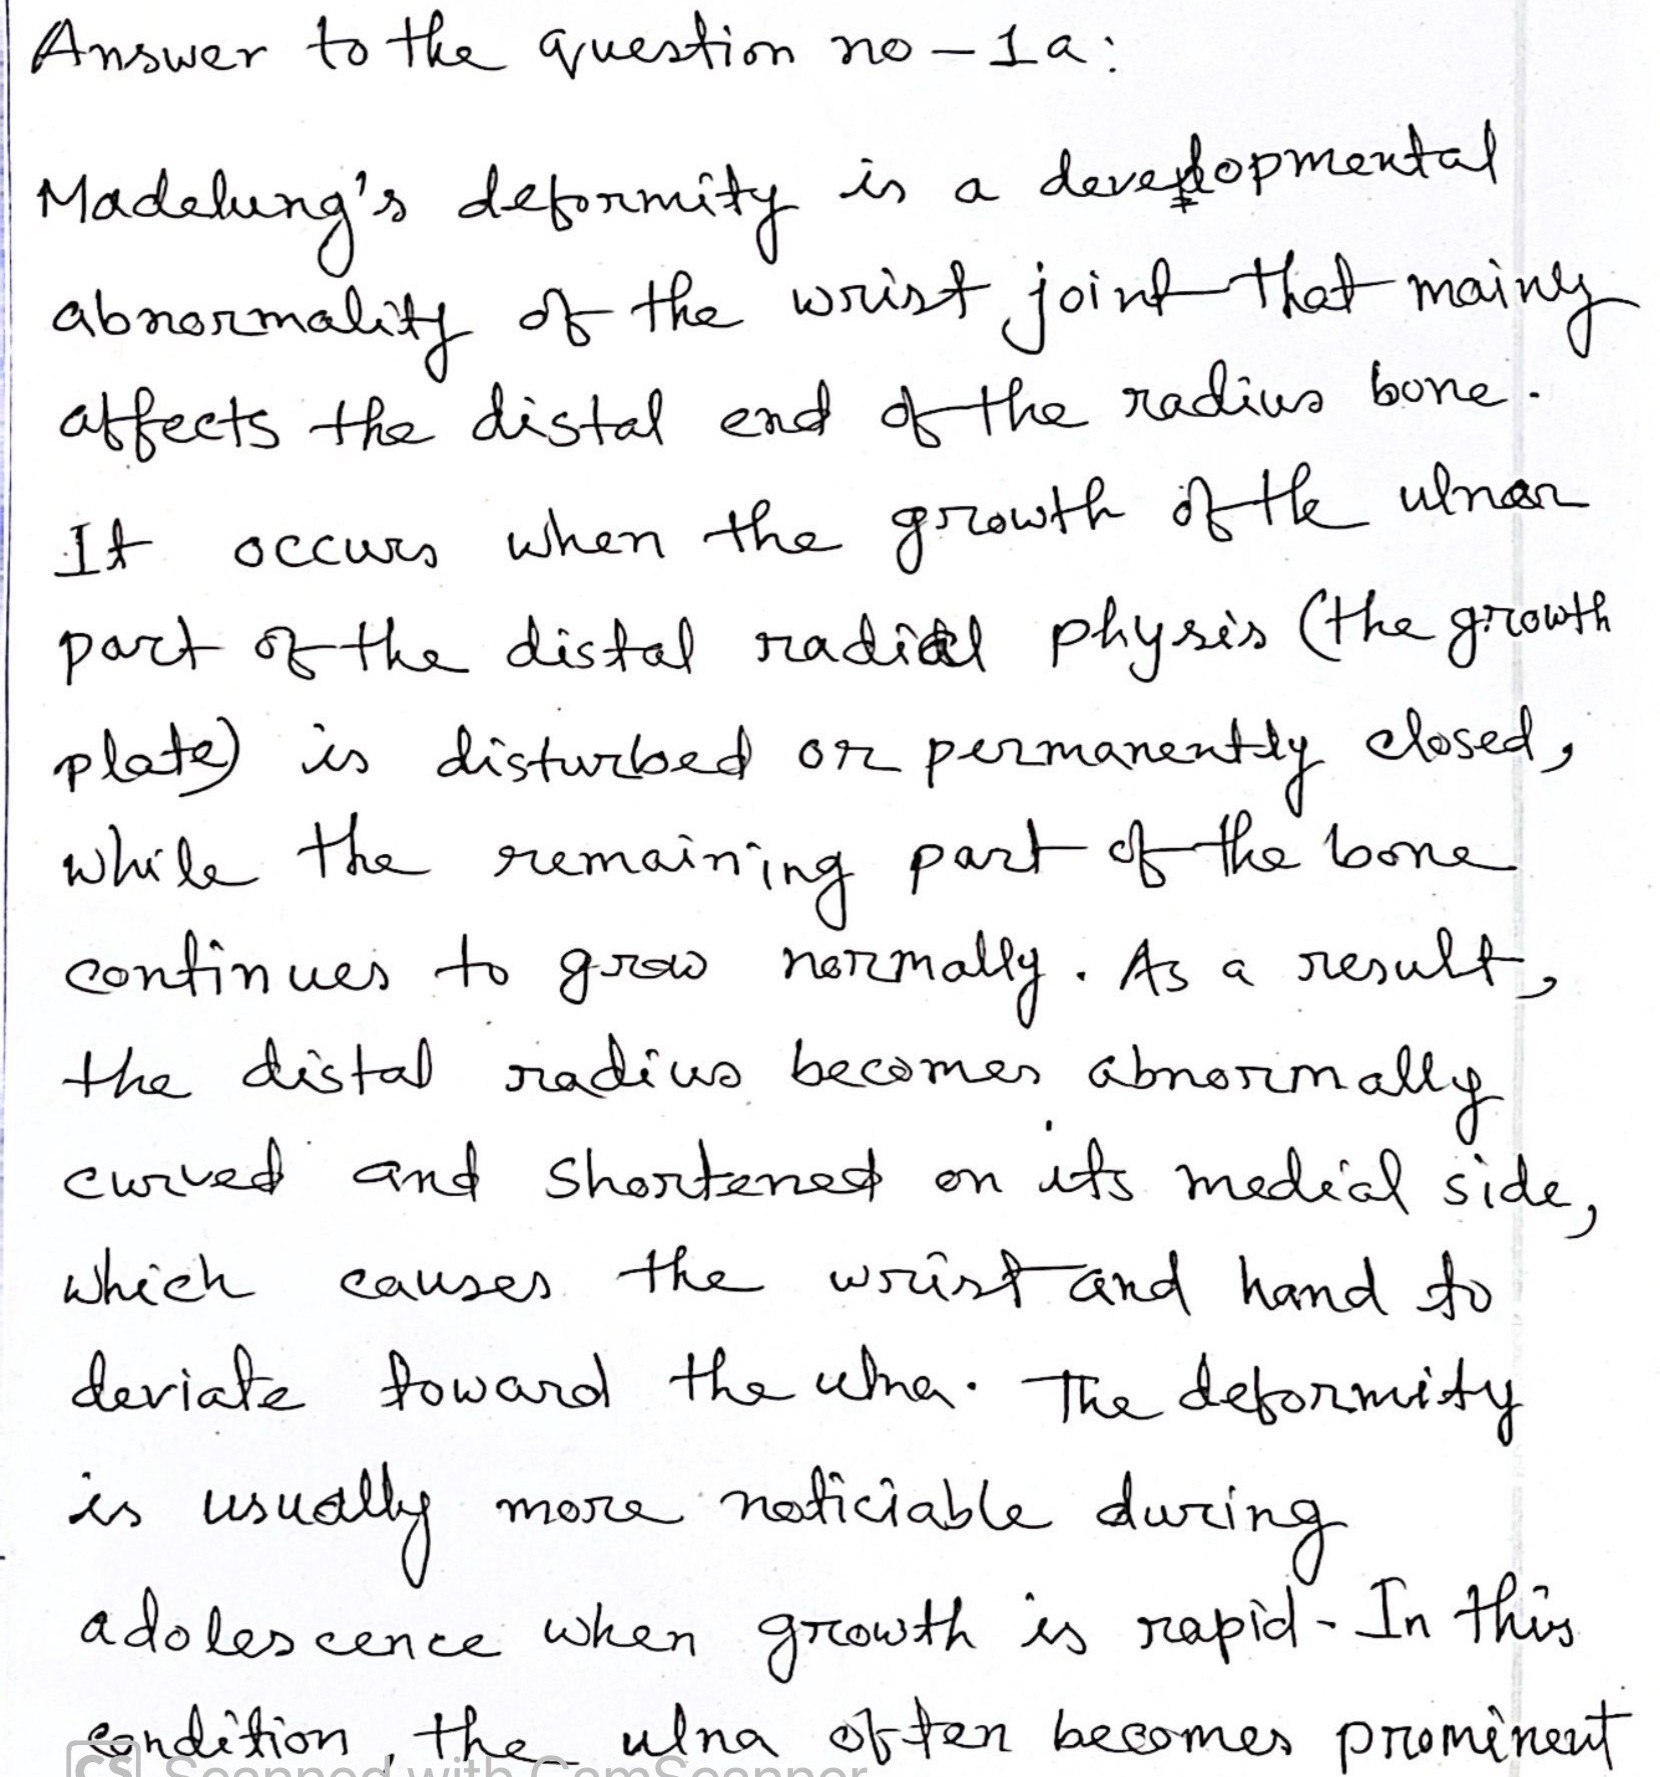 Answer to the question no - 1a:
Madelung's deformity is a developmental
abnormality of the wrist joint that mainly
affects the distal end of the radius bone.
It occurs when the growth of the ulnar
part of the distal radial physis (the growth
plate) is disturbed or permanently closed,
while the remaining part of the bone
continues to grow normally. As a result,
the distal radius becomes abnormally
curved and shortened on its medial side,
which causes the wrist and hand to
deviate toward the ulna. The deformity
is usually more noticiable during
adolescence when growth is rapid. In this
condition, the ulna often becomes prominent
CS Scanned with CamScanner